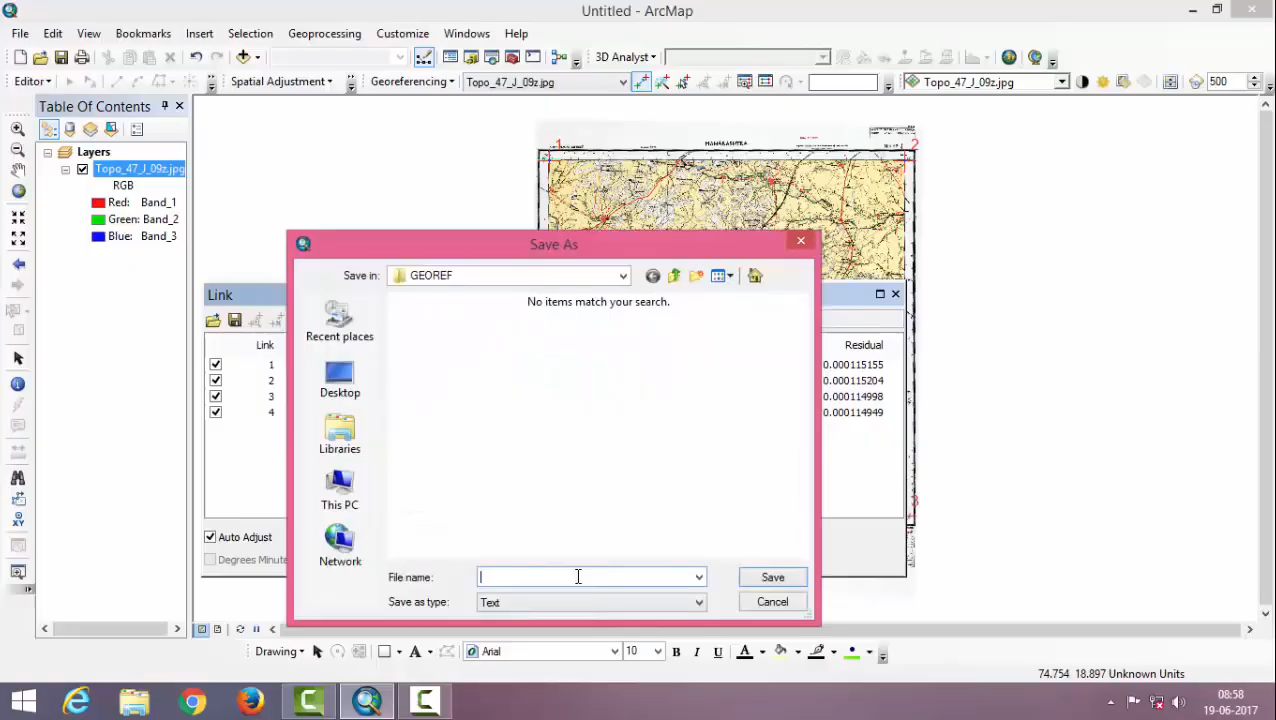 Untitled - ArcMap
File Edit View Bookmarks Insert Selection Geoprocessing Customize Windows Help
3D Analyst
Editor Spatial Adjustment Georeferencing Topo_47_J_09z.jpg Topo_47_J_09z.jpg 500
Table Of Contents
Layers
Topo_47_J_09z.jpg
RGB
Red: Band_1
Green: Band_2
Blue: Band_3
1 MAHARASHTRA 2
3
Link
Link Residual
1 0.000115155
2 0.000115204
3 0.000114998
4 0.000114949
Auto Adjust
Degrees Minute
Save As
Save in: GEOREF
No items match your search.
Recent places
Desktop
Libraries
This PC
Network
File name: Save
Save as type: Text Cancel
Drawing A Arial 10 B I U A
74.754 18.897 Unknown Units
08:58
19-06-2017